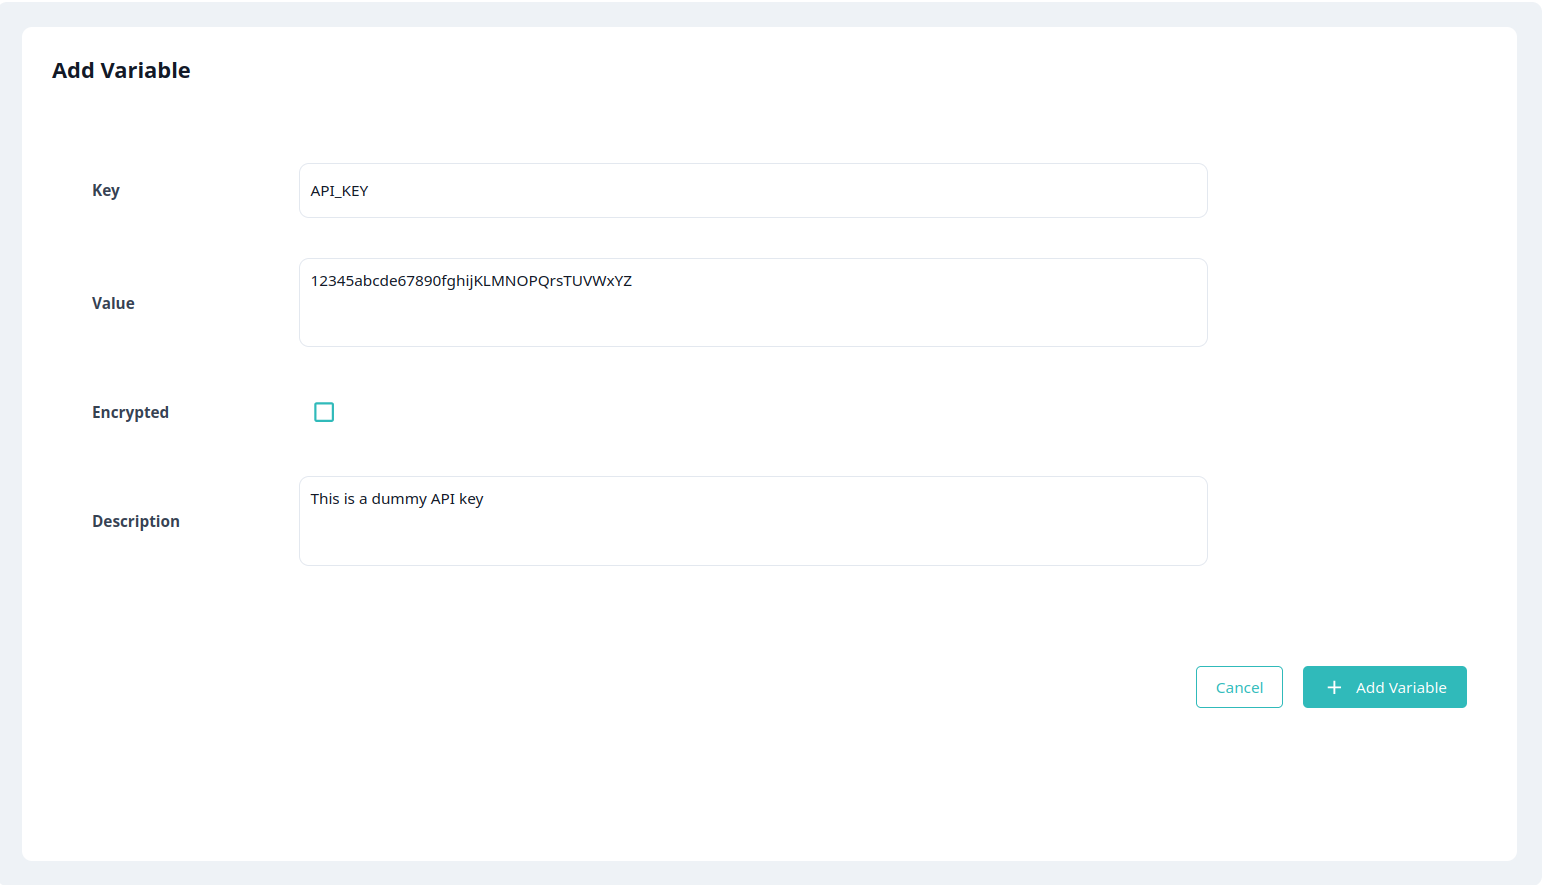 Add Variable
Key
API_KEY
Value
12345abcde67890fghijKLMNOPQrsTUVWxYZ
Encrypted
Description
This is a dummy API key
Cancel
+ Add Variable